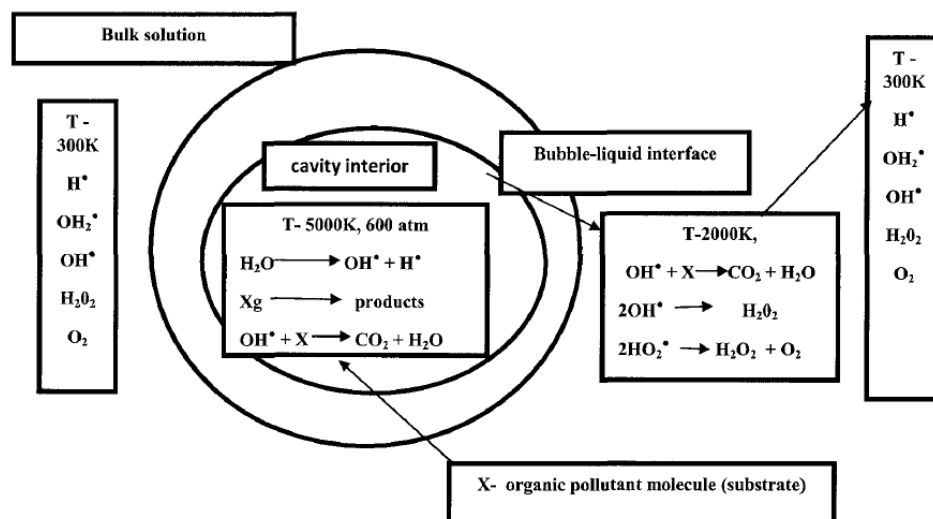 Bulk solution
T -
300K
H•
OH₂•
OH•
H₂0₂
O₂
cavity interior
T- 5000K, 600 atm
H₂O ⟶ OH• + H•
Xg ⟶ products
OH• + X ⟶ CO₂ + H₂O
Bubble-liquid interface
T-2000K,
OH• + X ⟶ CO₂ + H₂O
2OH• ⟶ H₂0₂
2HO₂• ⟶ H₂O₂ + O₂
T -
300K
H•
OH₂•
OH•
H₂0₂
O₂
X- organic pollutant molecule (substrate)